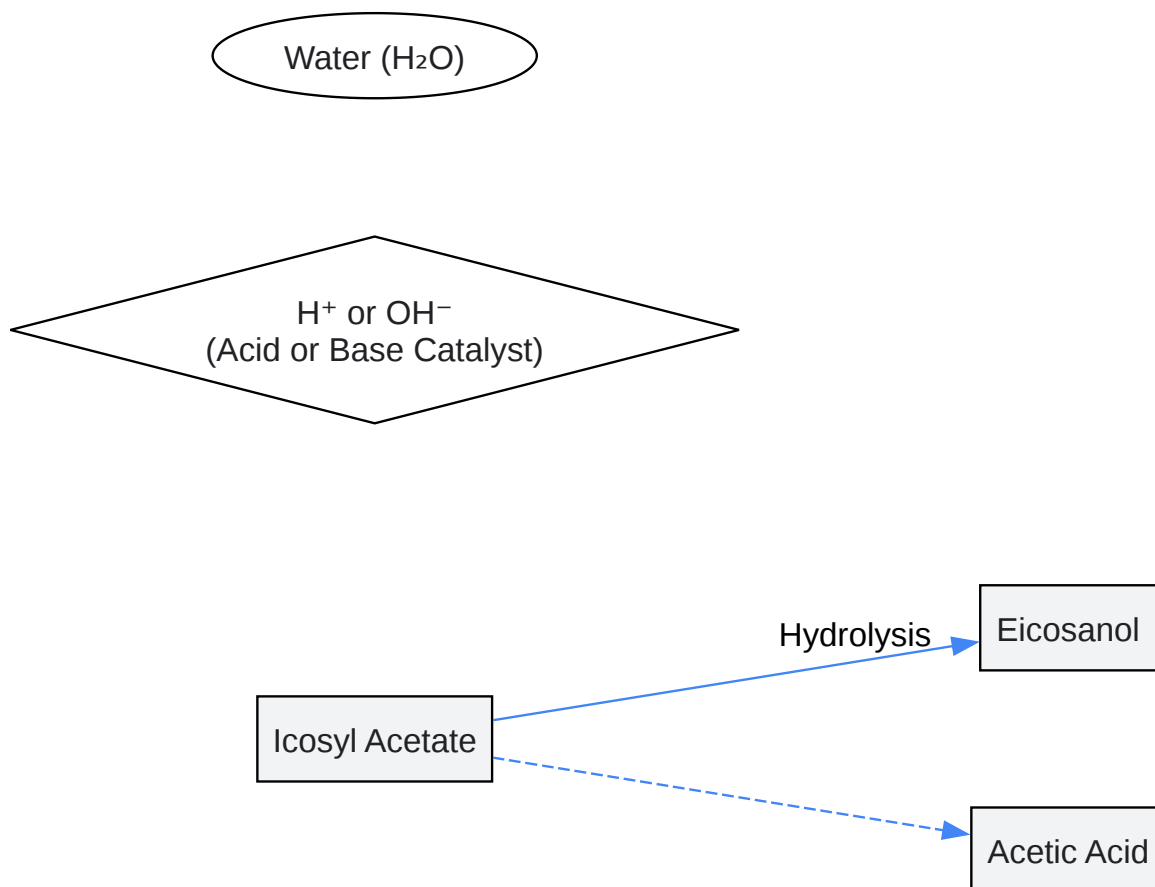 Water (H₂O)
H⁺ or OH⁻
(Acid or Base Catalyst)
Hydrolysis
Eicosanol
Icosyl Acetate
Acetic Acid